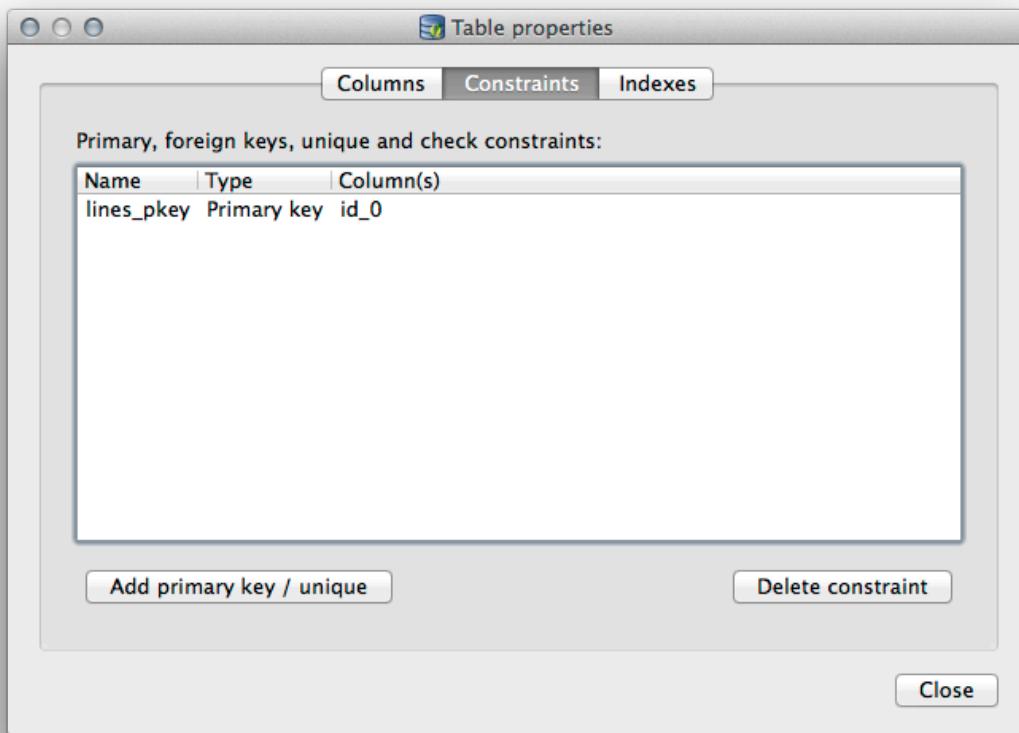 Table properties
Columns Constraints Indexes
Primary, foreign keys, unique and check constraints:
Name Type Column(s)
lines_pkey Primary key id_0
Add primary key / unique Delete constraint
Close